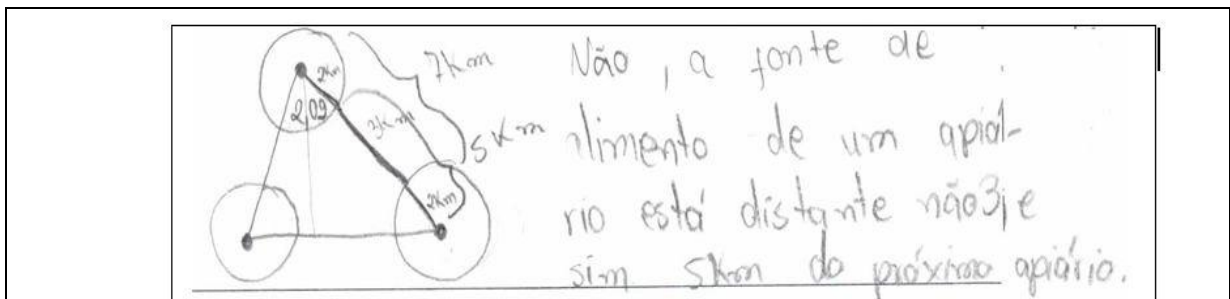 2Km
2,09
3Km
2Km
7Km
5Km
Não, a fonte de
alimento de um apiá-
rio está distante não 3, e
sim 5km do próximo apiário.